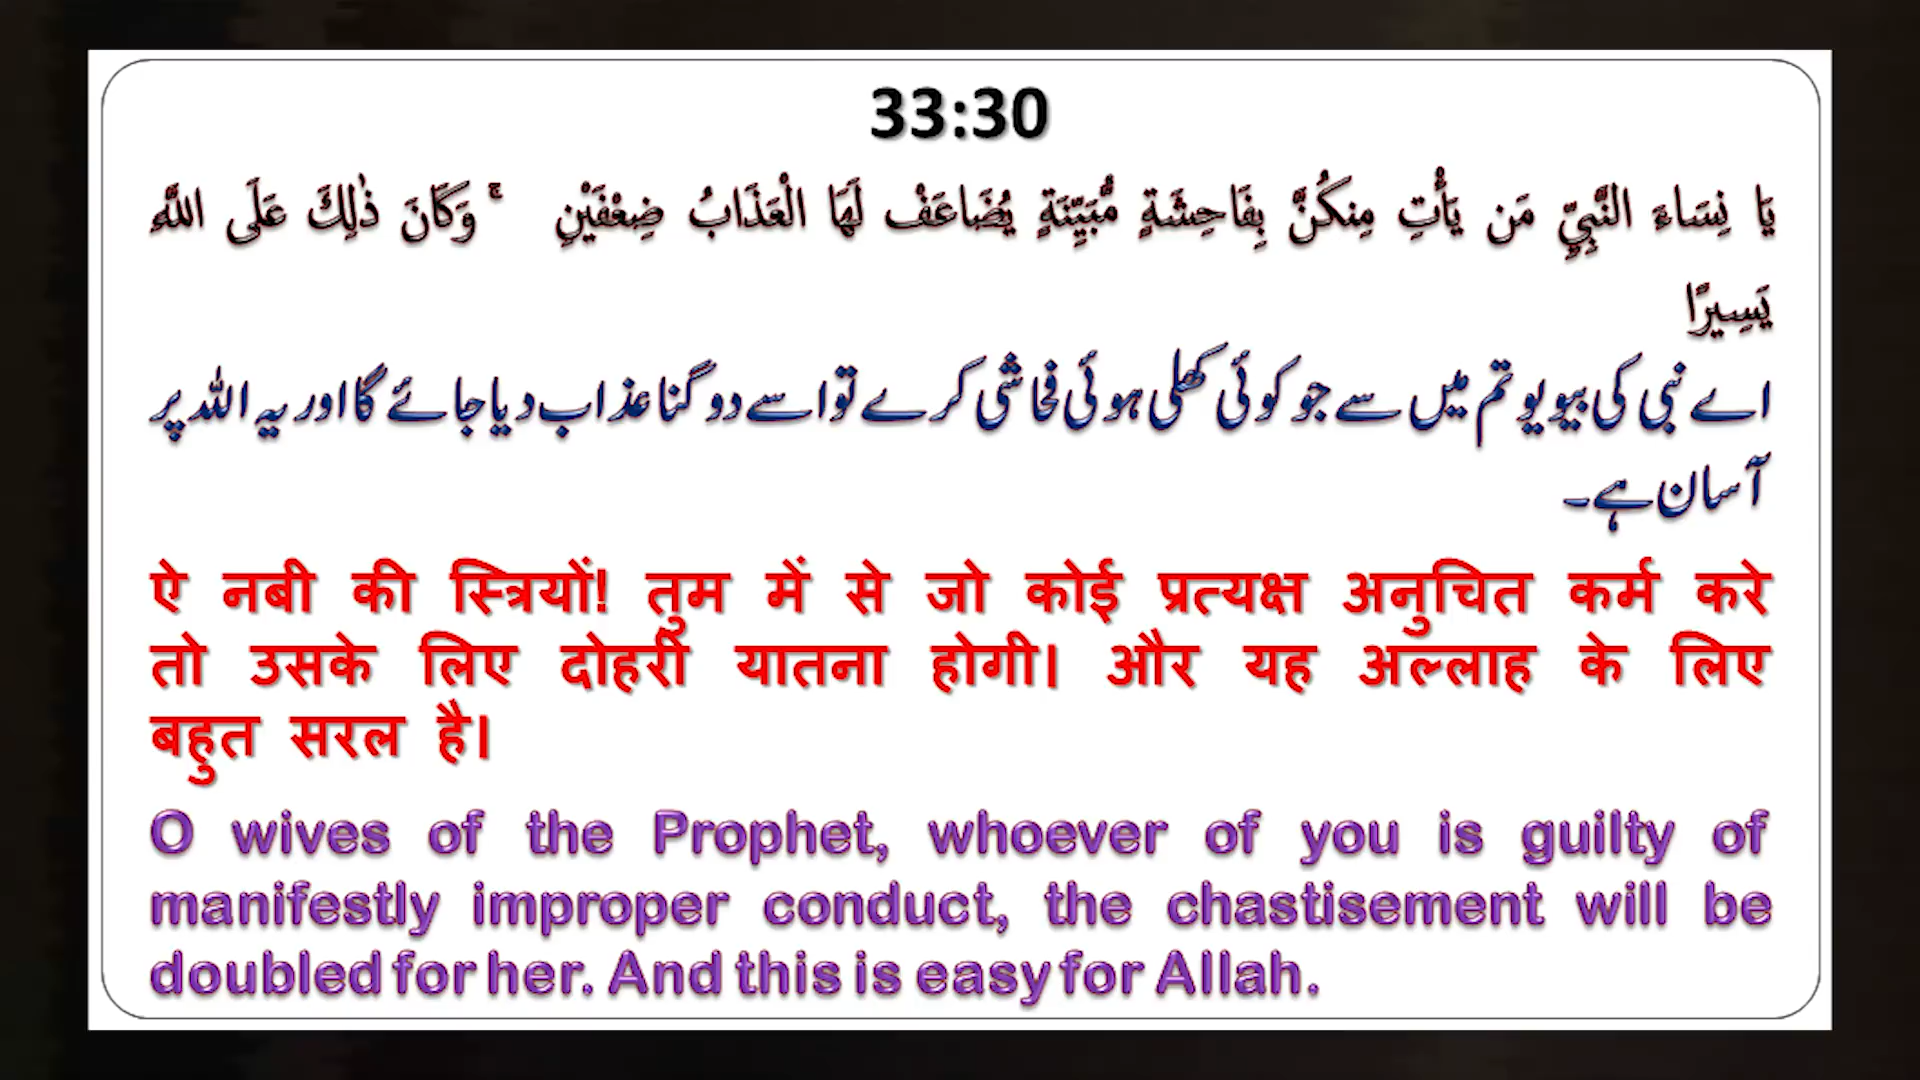 33:30
يَا نِسَاءَ النَّبِيِّ مَن يَأْتِ مِنكُنَّ بِفَاحِشَةٍ مُّبَيِّنَةٍ يُضَاعَفْ لَهَا الْعَذَابُ ضِعْفَيْنِ ۚ وَكَانَ ذَٰلِكَ عَلَى اللَّهِ
يَسِيرًا
اے نبی کی بیویو تم میں سے جو کوئی کھلی ہوئی فحاشی کرے تو اسے دو گنا عذاب دیا جائے گا اور یہ اللہ پر
آسان ہے۔
ऐ नबी की स्त्रियों! तुम में से जो कोई प्रत्यक्ष अनुचित कर्म करे
तो उसके लिए दोहरी यातना होगी। और यह अल्लाह के लिए
बहुत सरल है।
O wives of the Prophet, whoever of you is guilty of
manifestly improper conduct, the chastisement will be
doubled for her. And this is easy for Allah.